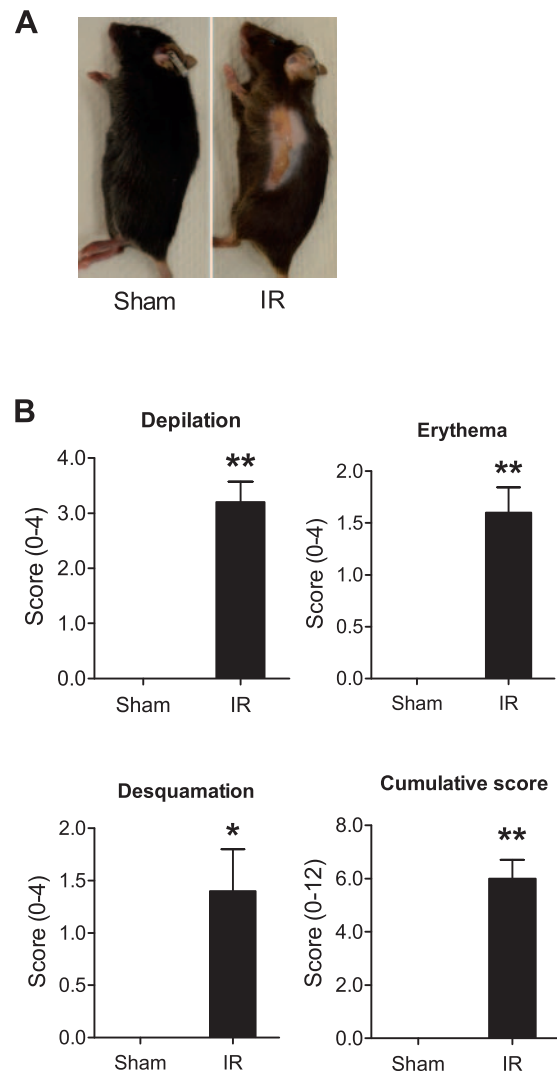 A
Sham IR
B
Depilation
**
4.0
3.0
2.0
1.0
0.0
Score (0-4)
Sham IR
Erythema
**
2.0
1.5
1.0
0.5
0.0
Score (0-4)
Sham IR
Desquamation
*
2.0
1.5
1.0
0.5
0.0
Score (0-4)
Sham IR
Cumulative score
**
8.0
6.0
4.0
2.0
0.0
Score (0-12)
Sham IR